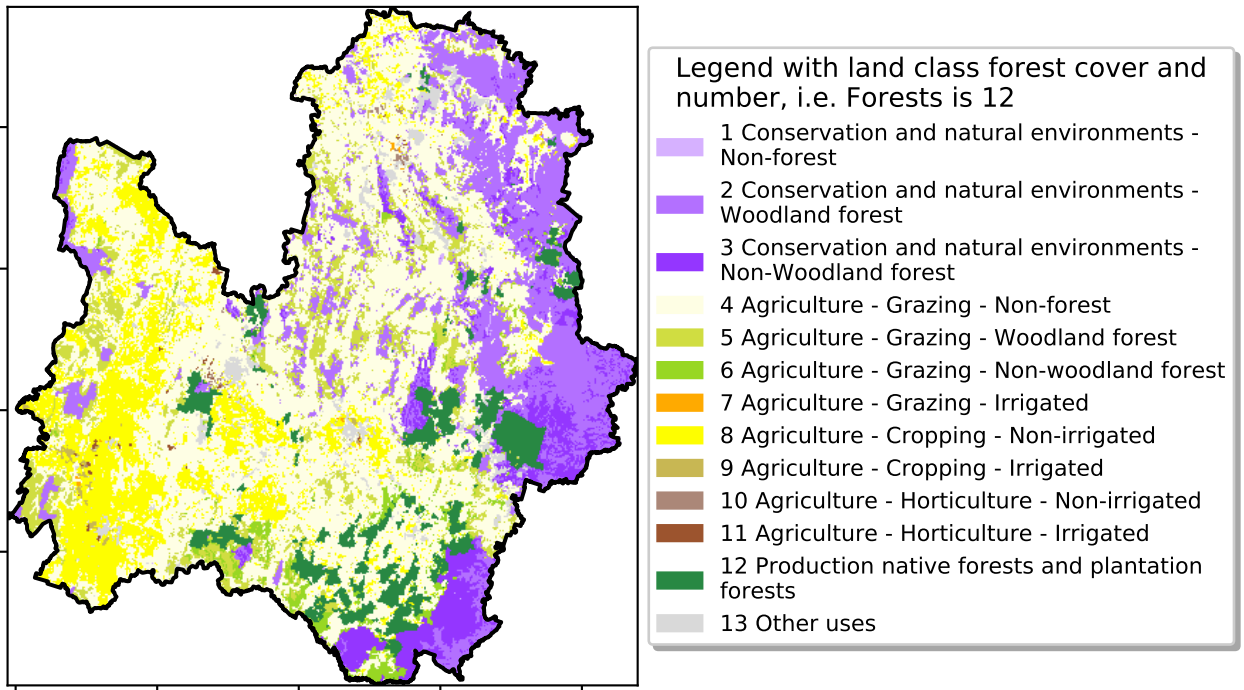 Legend with land class forest cover and
number, i.e. Forests is 12
1 Conservation and natural environments -
Non-forest
2 Conservation and natural environments -
Woodland forest
3 Conservation and natural environments -
Non-Woodland forest
4 Agriculture - Grazing - Non-forest
5 Agriculture - Grazing - Woodland forest
6 Agriculture - Grazing - Non-woodland forest
7 Agriculture - Grazing - Irrigated
8 Agriculture - Cropping - Non-irrigated
9 Agriculture - Cropping - Irrigated
10 Agriculture - Horticulture - Non-irrigated
11 Agriculture - Horticulture - Irrigated
12 Production native forests and plantation
forests
13 Other uses